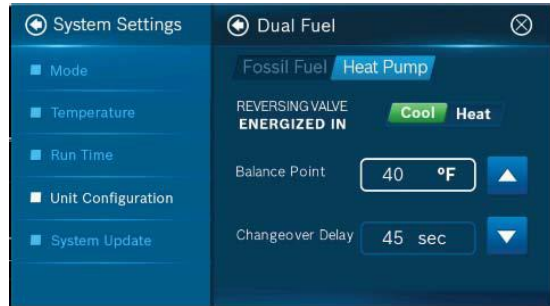 System Settings
Mode
Temperature
Run Time
Unit Configuration
System Update
Dual Fuel
Fossil Fuel Heat Pump
REVERSING VALVE
ENERGIZED IN
Cool Heat
Balance Point
40 °F
Changeover Delay
45 sec